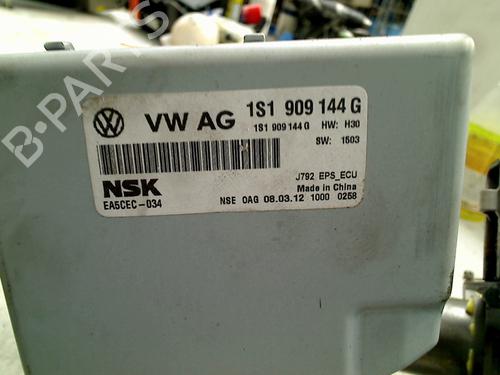 B-PARTS
VW AG 1S1 909 144 G
1S1 909 144 G HW: H30
SW: 1503
NSK
J792 EPS_ECU
Made in China
EA5CEC-034 NSE OAG 08.03.12 1000 0258